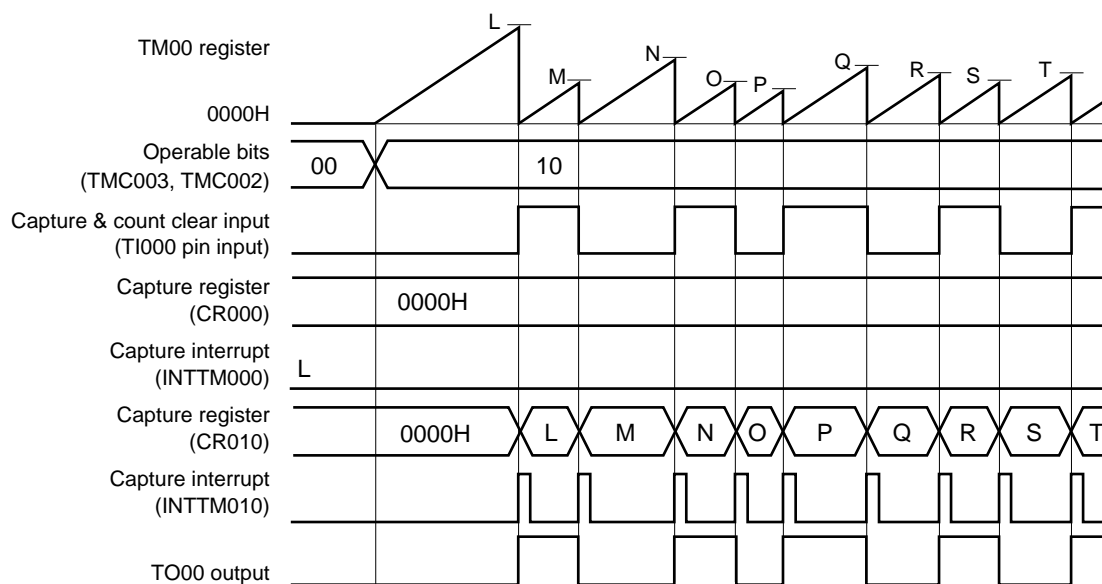 TM00 register
0000H
L
M
N
O
P
Q
R
S
T
Operable bits
(TMC003, TMC002)
00
10
Capture & count clear input
(TI000 pin input)
Capture register
(CR000)
0000H
Capture interrupt
(INTTM000)
L
Capture register
(CR010)
0000H
L
M
N
O
P
Q
R
S
T
Capture interrupt
(INTTM010)
TO00 output